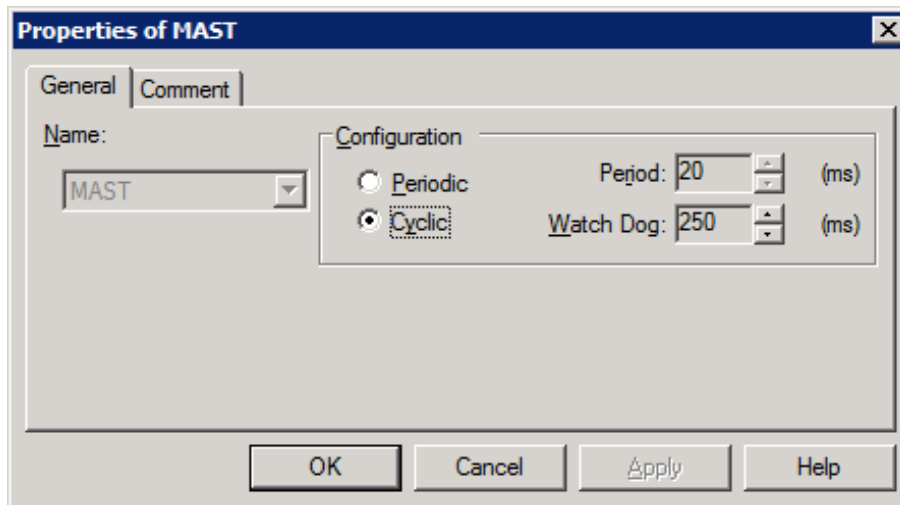 Properties of MAST
General Comment
Name:
MAST
Configuration
Periodic
Cyclic
Period: 20 (ms)
Watch Dog: 250 (ms)
OK Cancel Apply Help